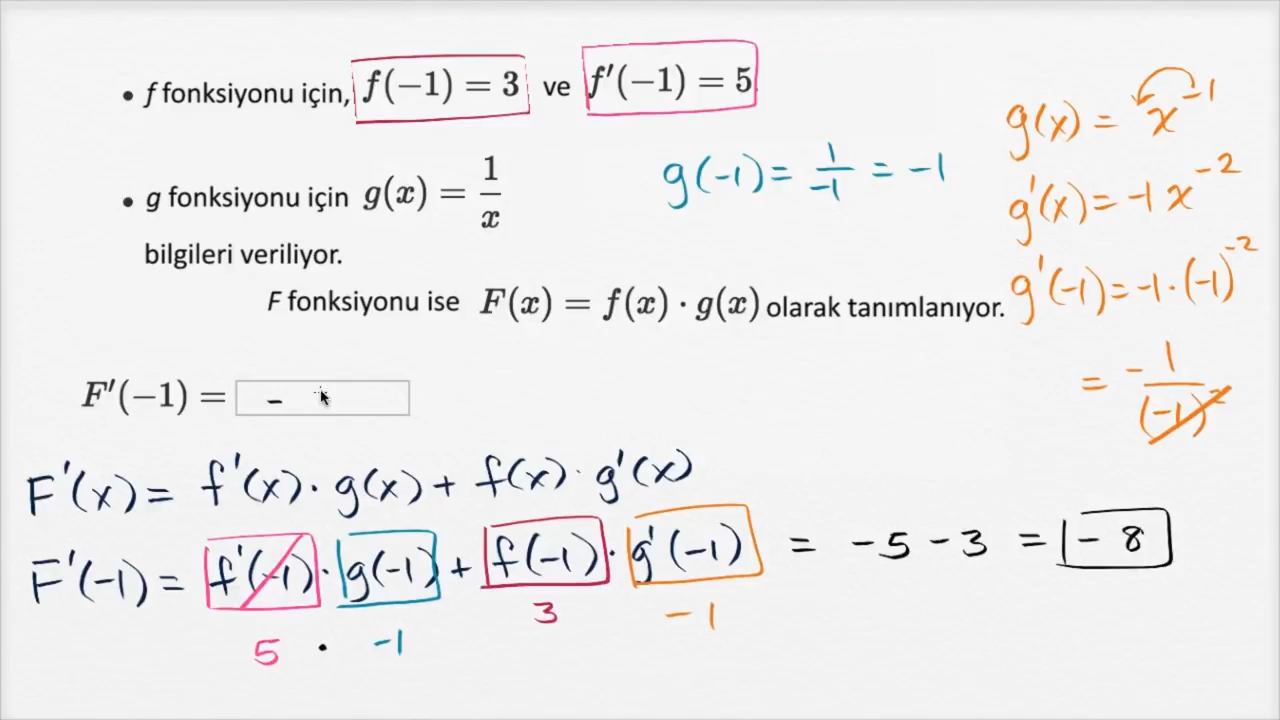 • f fonksiyonu için, f(−1) = 3 ve f′(−1) = 5
• g fonksiyonu için g(x) = 1/x
bilgileri veriliyor.
g(-1) = 1/-1 = -1
F fonksiyonu ise F(x) = f(x) · g(x) olarak tanımlanıyor.
g(x) = x^-1
g'(x) = -1x^-2
g'(-1) = -1·(-1)^-2
= -1/(-1)^2
F′(−1) = -
F'(x) = f'(x)·g(x) + f(x)·g'(x)
F'(-1) = f'(-1)·g(-1) + f(-1)·g'(-1) = -5-3 = -8
5 · -1 3 -1